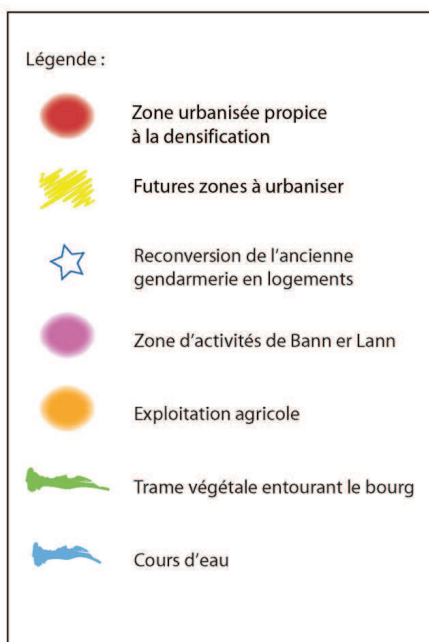 Légende :
Zone urbanisée propice
à la densification
Futures zones à urbaniser
Reconversion de l'ancienne
gendarmerie en logements
Zone d'activités de Bann er Lann
Exploitation agricole
Trame végétale entourant le bourg
Cours d'eau